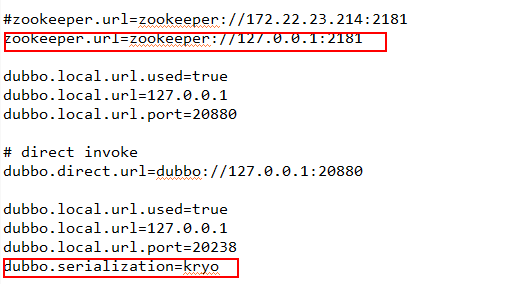 #zookeeper.url=zookeeper://172.22.23.214:2181
zookeeper.url=zookeeper://127.0.0.1:2181
dubbo.local.url.used=true
dubbo.local.url=127.0.0.1
dubbo.local.url.port=20880
# direct invoke
dubbo.direct.url=dubbo://127.0.0.1:20880
dubbo.local.url.used=true
dubbo.local.url=127.0.0.1
dubbo.local.url.port=20238
dubbo.serialization=kryo